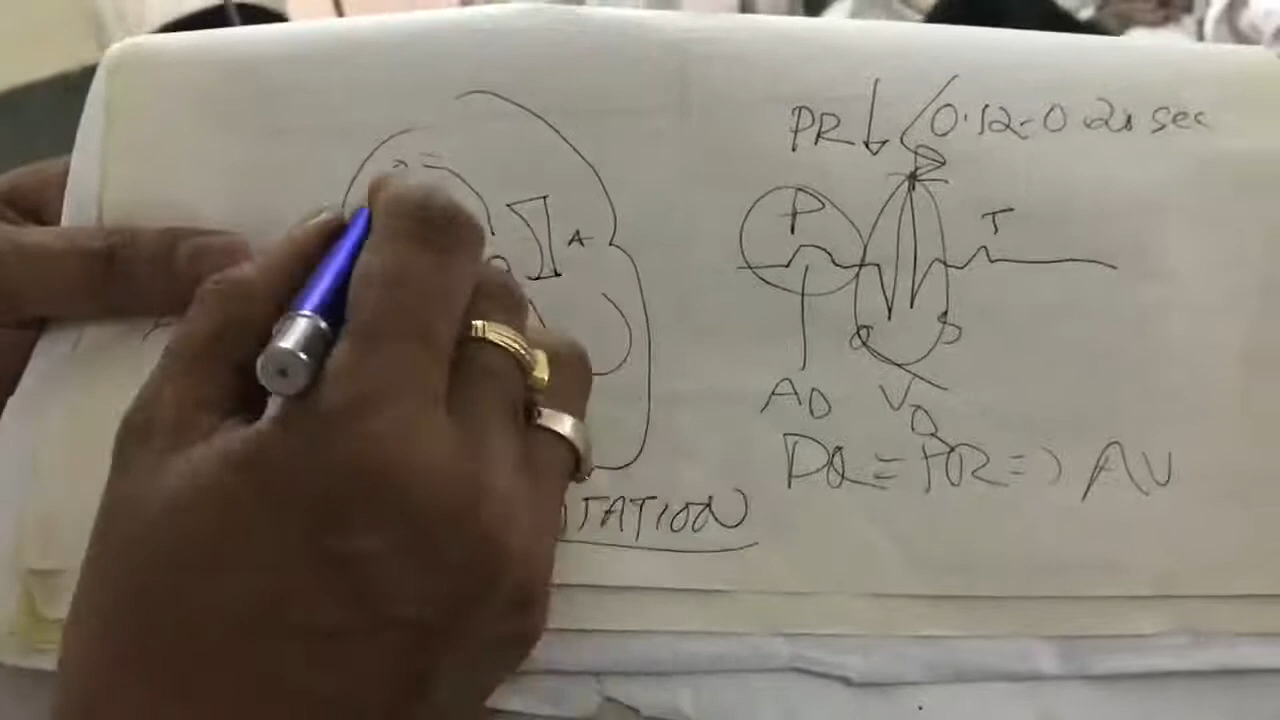 PR ↓ 0.12-0.20 sec
R
P
T
A
Q S
AD VD
PQ = PR => AV
TATION